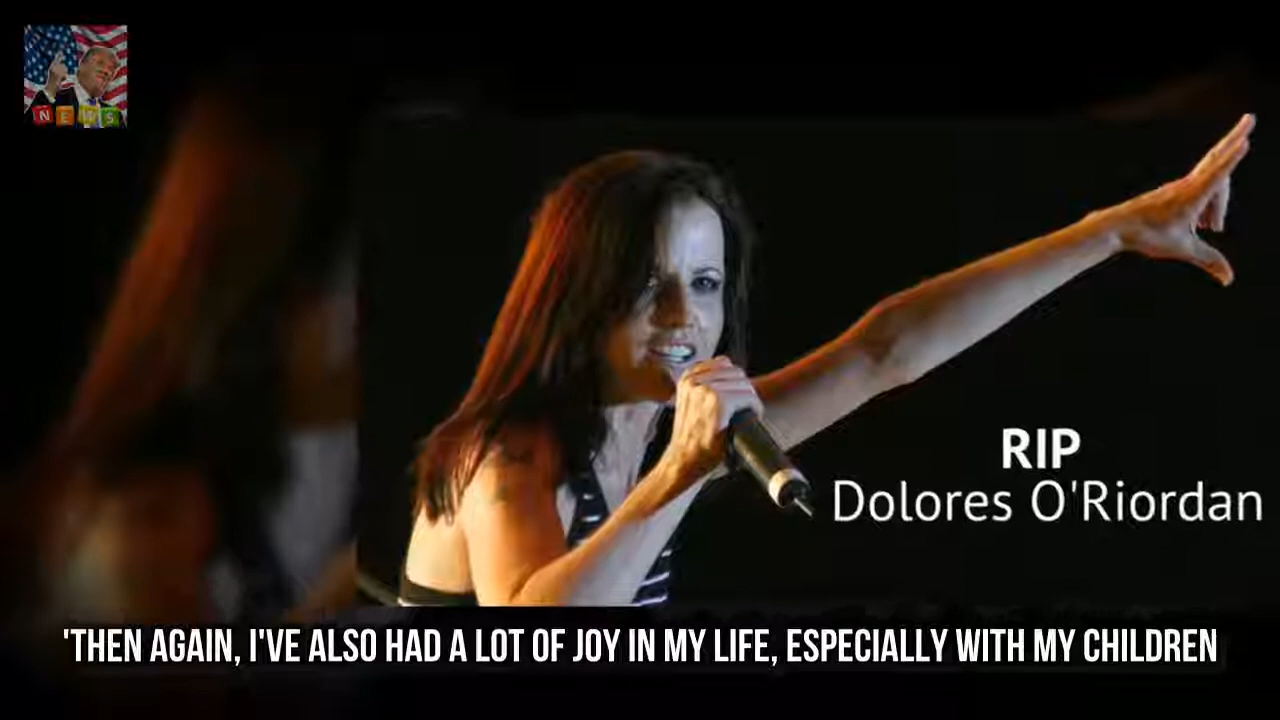 NEWS
RIP
Dolores O'Riordan
'THEN AGAIN, I'VE ALSO HAD A LOT OF JOY IN MY LIFE, ESPECIALLY WITH MY CHILDREN